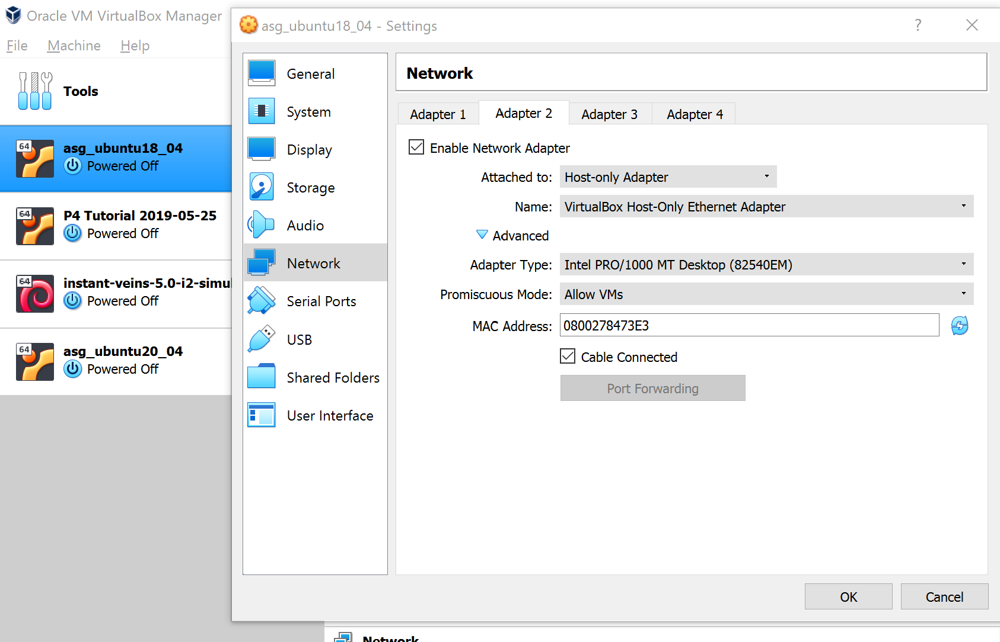 Oracle VM VirtualBox Manager
File Machine Help
Tools
64
asg_ubuntu18_04
Powered Off
64
P4 Tutorial 2019-05-25
Powered Off
64
instant-veins-5.0-i2-simul
Powered Off
64
asg_ubuntu20_04
Powered Off
asg_ubuntu18_04 - Settings
?
General
System
Display
Storage
Audio
Network
Serial Ports
USB
Shared Folders
User Interface
Network
Adapter 1 Adapter 2 Adapter 3 Adapter 4
Enable Network Adapter
Attached to: Host-only Adapter
Name: VirtualBox Host-Only Ethernet Adapter
Advanced
Adapter Type: Intel PRO/1000 MT Desktop (82540EM)
Promiscuous Mode: Allow VMs
MAC Address: 0800278473E3
Cable Connected
Port Forwarding
OK Cancel
Network